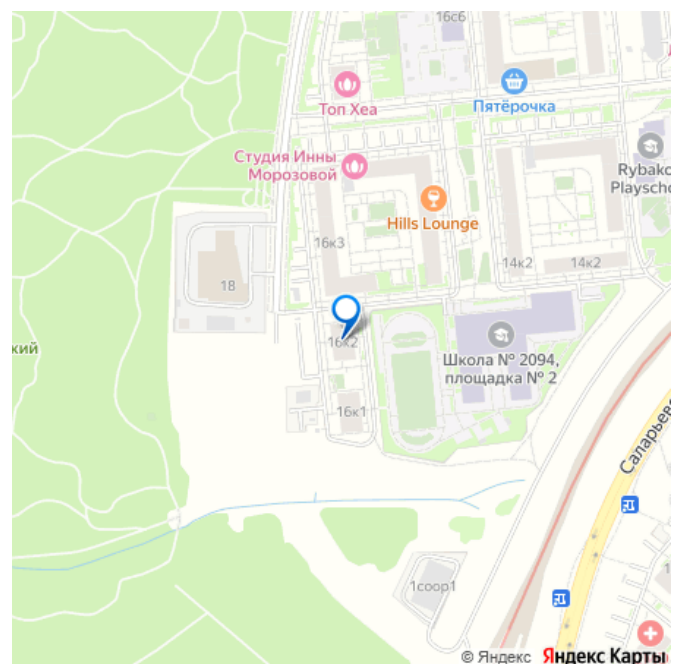 16с6
Топ Хеа
Пятёрочка
Студия Инны
Морозовой
Rybako
Playscho
Hills Lounge
16к3
14к2
14к2
18
16к2
Школа № 2094,
площадка № 2
кий
16к1
Саларьевс
1соор1
© Яндекс Яндекс Карты